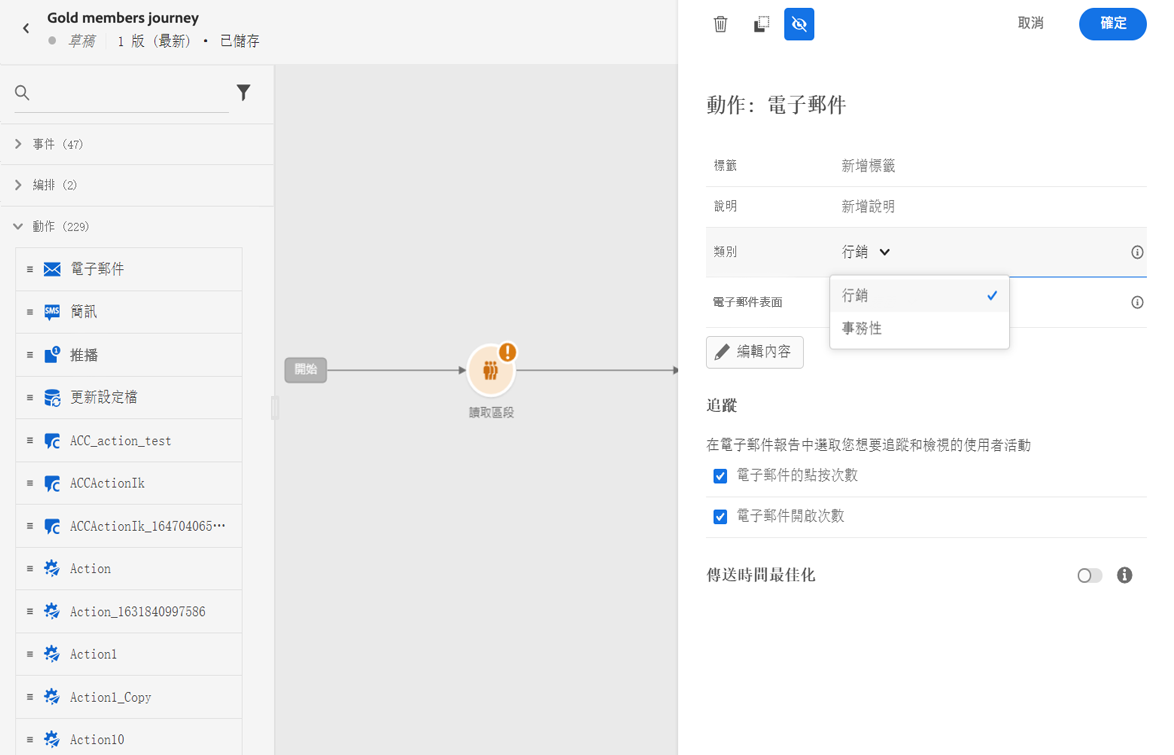 Gold members journey
草稿 1 版 (最新) • 已儲存
取消
確定
事件 (47)
編排 (2)
動作 (229)
電子郵件
SMS 簡訊
推播
更新設定檔
ACC_action_test
ACCActionIk
ACCActionIk_164704065⋯
Action
Action_1631840997586
Action1
Action1_Copy
Action10
開始
讀取區段
動作: 電子郵件
標籤 新增標籤
說明 新增說明
類別 行銷
行銷
事務性
電子郵件表面
編輯內容
追蹤
在電子郵件報告中選取您想要追蹤和檢視的使用者活動
電子郵件的點按次數
電子郵件開啟次數
傳送時間最佳化